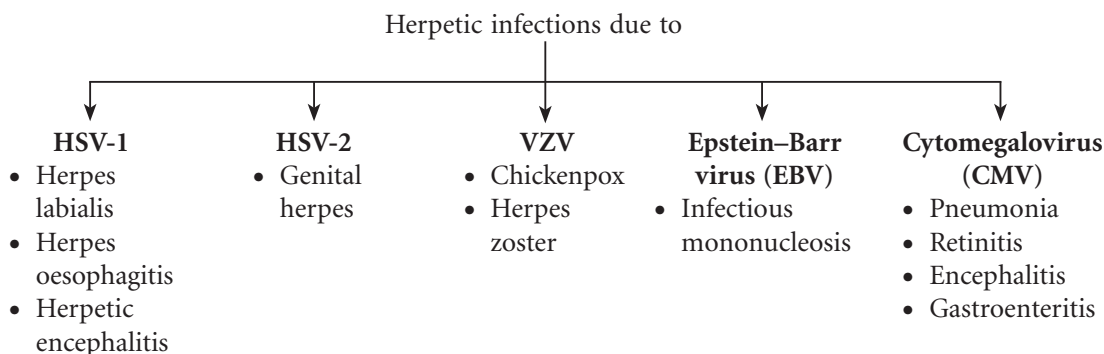 Herpetic infections due to
HSV-1
• Herpes
labialis
• Herpes
oesophagitis
• Herpetic
encephalitis
HSV-2
• Genital
herpes
VZV
• Chickenpox
• Herpes
zoster
Epstein–Barr
virus (EBV)
• Infectious
mononucleosis
Cytomegalovirus
(CMV)
• Pneumonia
• Retinitis
• Encephalitis
• Gastroenteritis